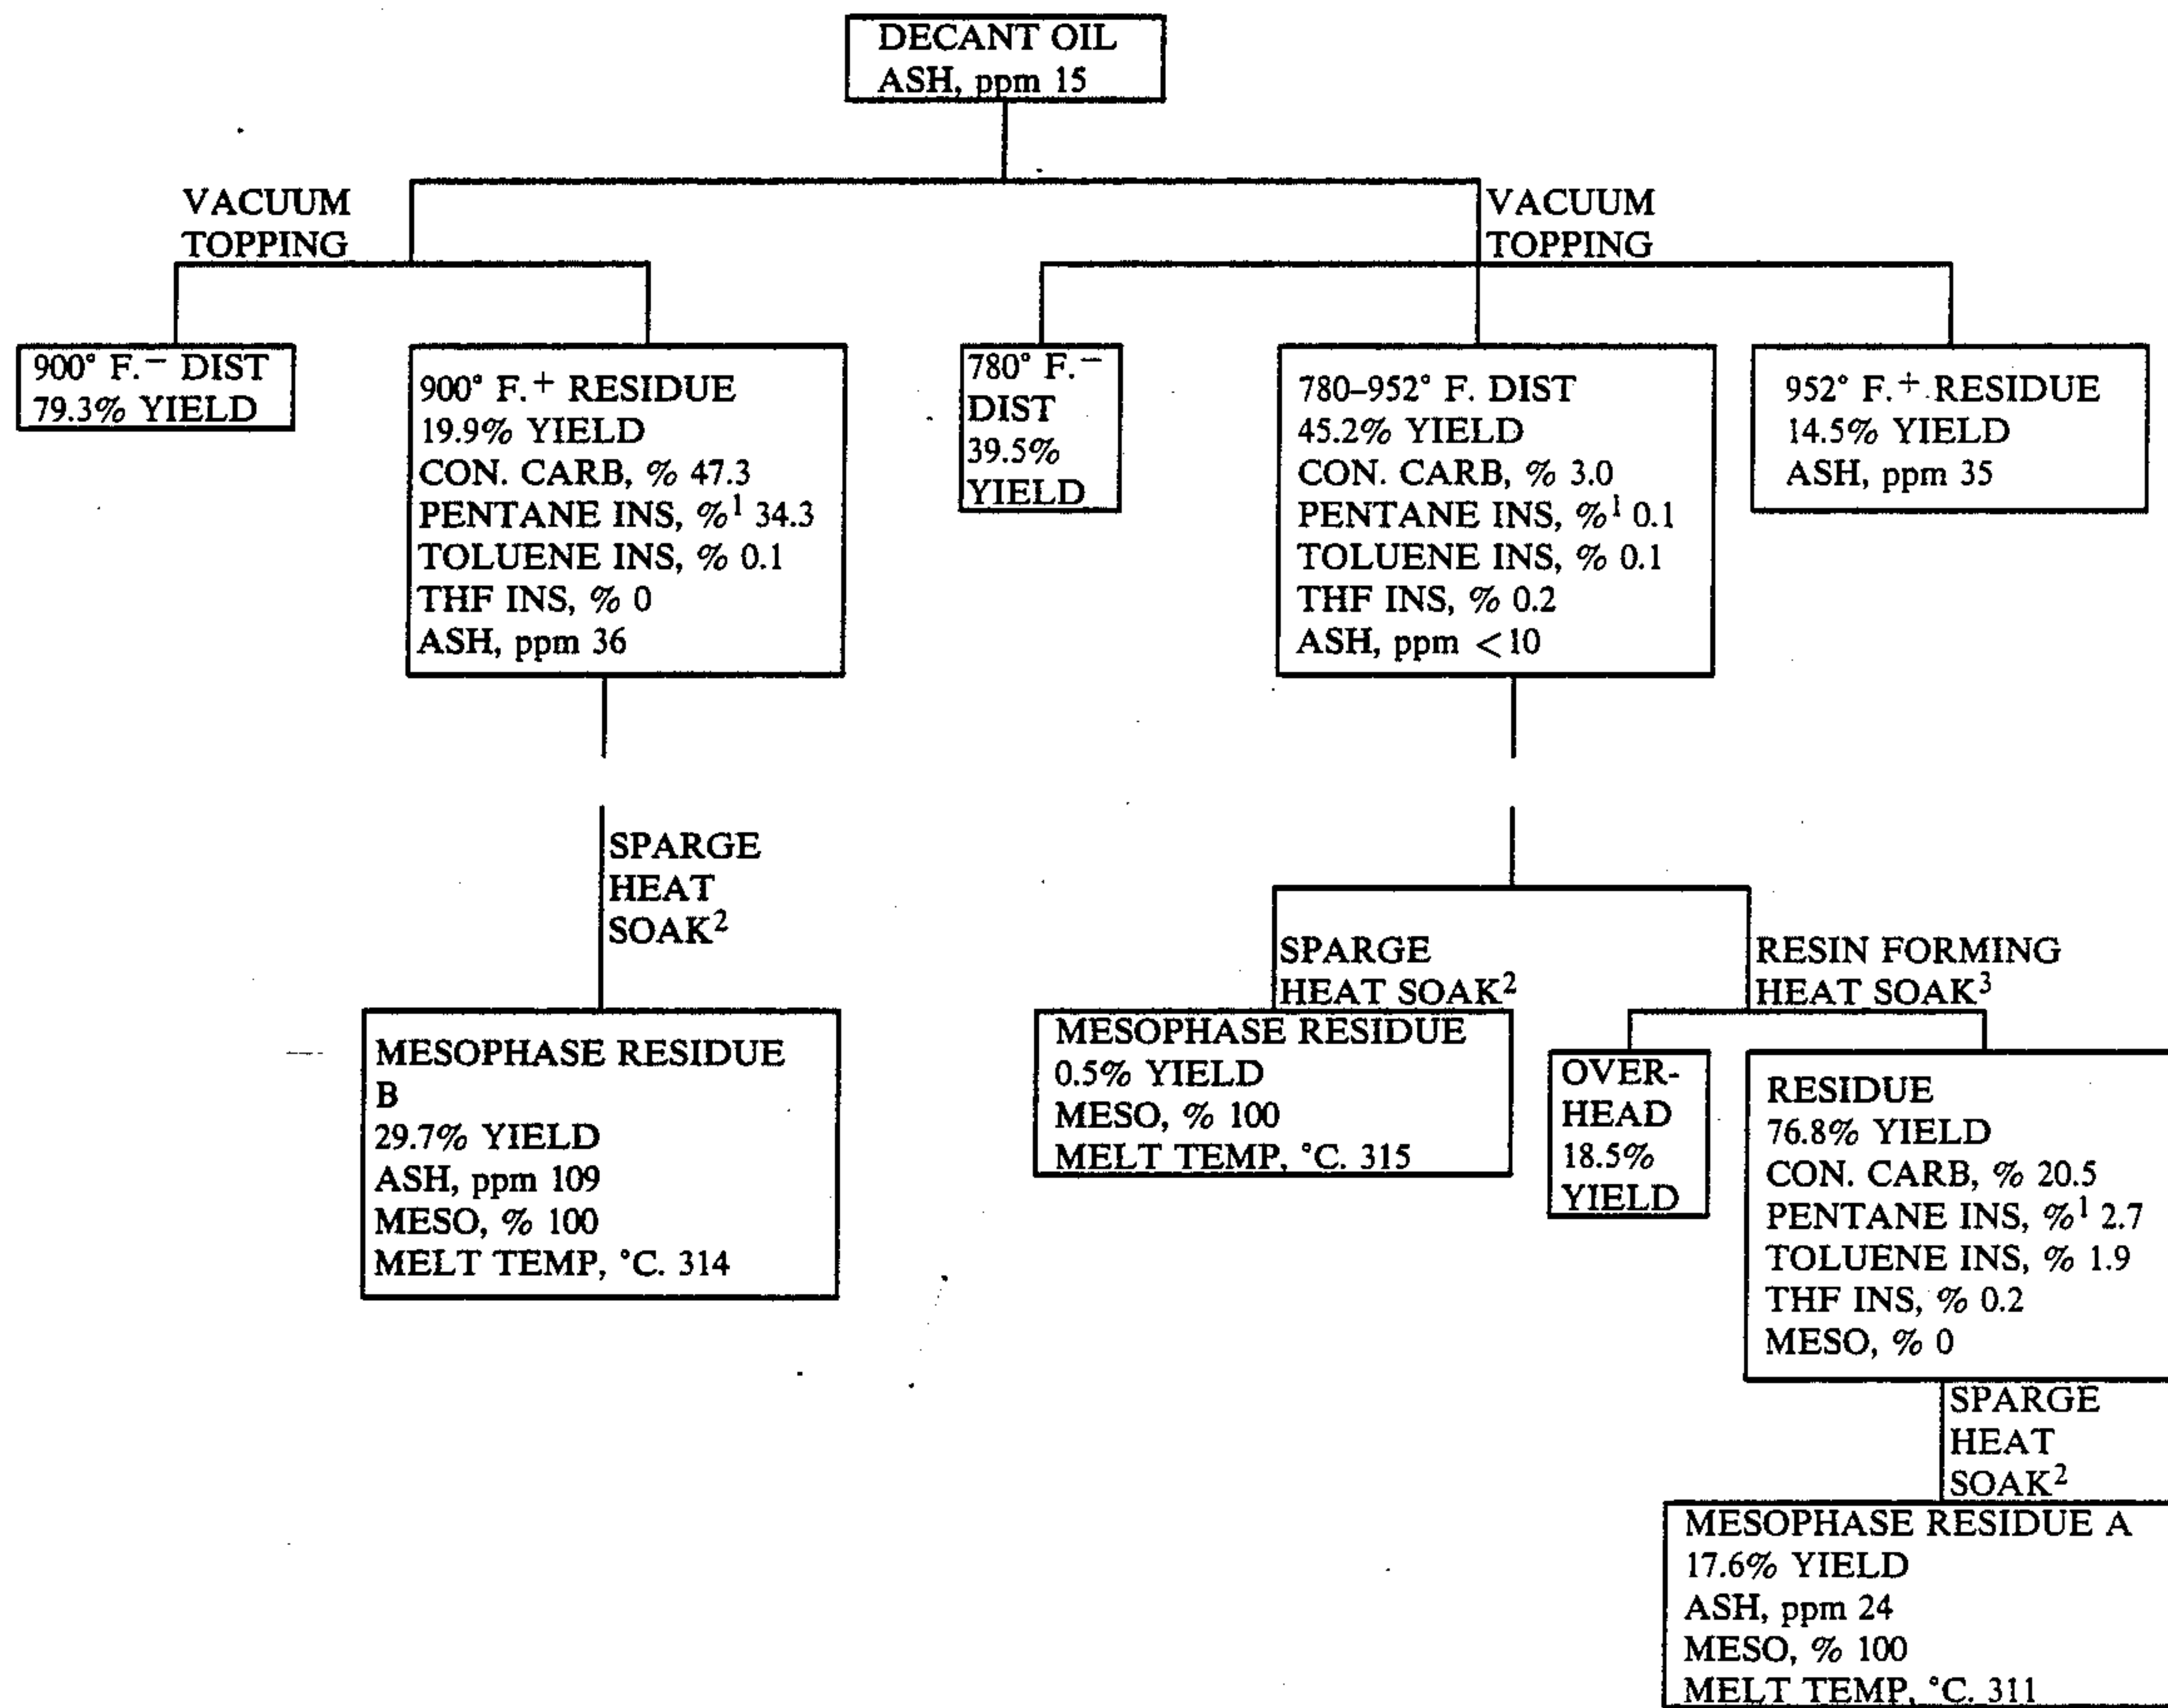 DECANT OIL
ASH, ppm 15
VACUUM
TOPPING
VACUUM
TOPPING
900° F.⁻ DIST
79.3% YIELD
900° F.⁺ RESIDUE
19.9% YIELD
CON. CARB, % 47.3
PENTANE INS, %¹ 34.3
TOLUENE INS, % 0.1
THF INS, % 0
ASH, ppm 36
780° F.⁻
DIST
39.5%
YIELD
780–952° F. DIST
45.2% YIELD
CON. CARB, % 3.0
PENTANE INS, %¹ 0.1
TOLUENE INS, % 0.1
THF INS, % 0.2
ASH, ppm <10
952° F.⁺ RESIDUE
14.5% YIELD
ASH, ppm 35
SPARGE
HEAT
SOAK²
SPARGE
HEAT SOAK²
RESIN FORMING
HEAT SOAK³
MESOPHASE RESIDUE
B
29.7% YIELD
ASH, ppm 109
MESO, % 100
MELT TEMP, °C. 314
MESOPHASE RESIDUE
0.5% YIELD
MESO, % 100
MELT TEMP, °C. 315
OVER-
HEAD
18.5%
YIELD
RESIDUE
76.8% YIELD
CON. CARB, % 20.5
PENTANE INS, %¹ 2.7
TOLUENE INS, % 1.9
THF INS, % 0.2
MESO, % 0
SPARGE
HEAT
SOAK²
MESOPHASE RESIDUE A
17.6% YIELD
ASH, ppm 24
MESO, % 100
MELT TEMP, °C. 311